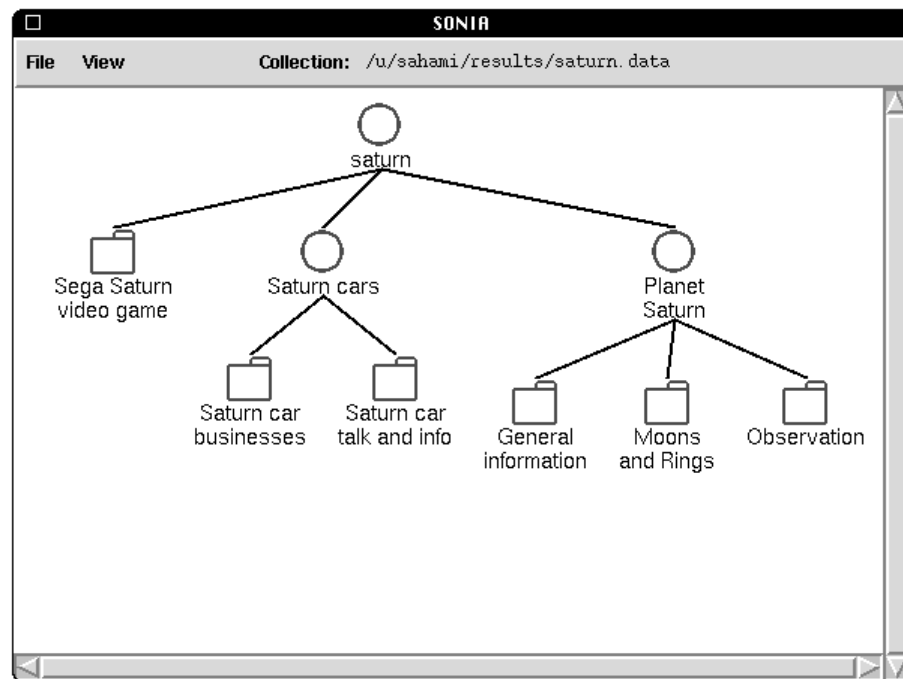 SONIA
File View Collection: /u/sahami/results/saturn.data
saturn
Sega Saturn
video game
Saturn cars
Planet
Saturn
Saturn car
businesses
Saturn car
talk and info
General
information
Moons
and Rings
Observation